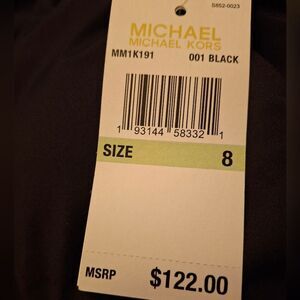 S852-0023
MICHAEL
MICHAEL KORS
MM1K191 001 BLACK
1 93144 58332 1
SIZE 8
MSRP $122.00